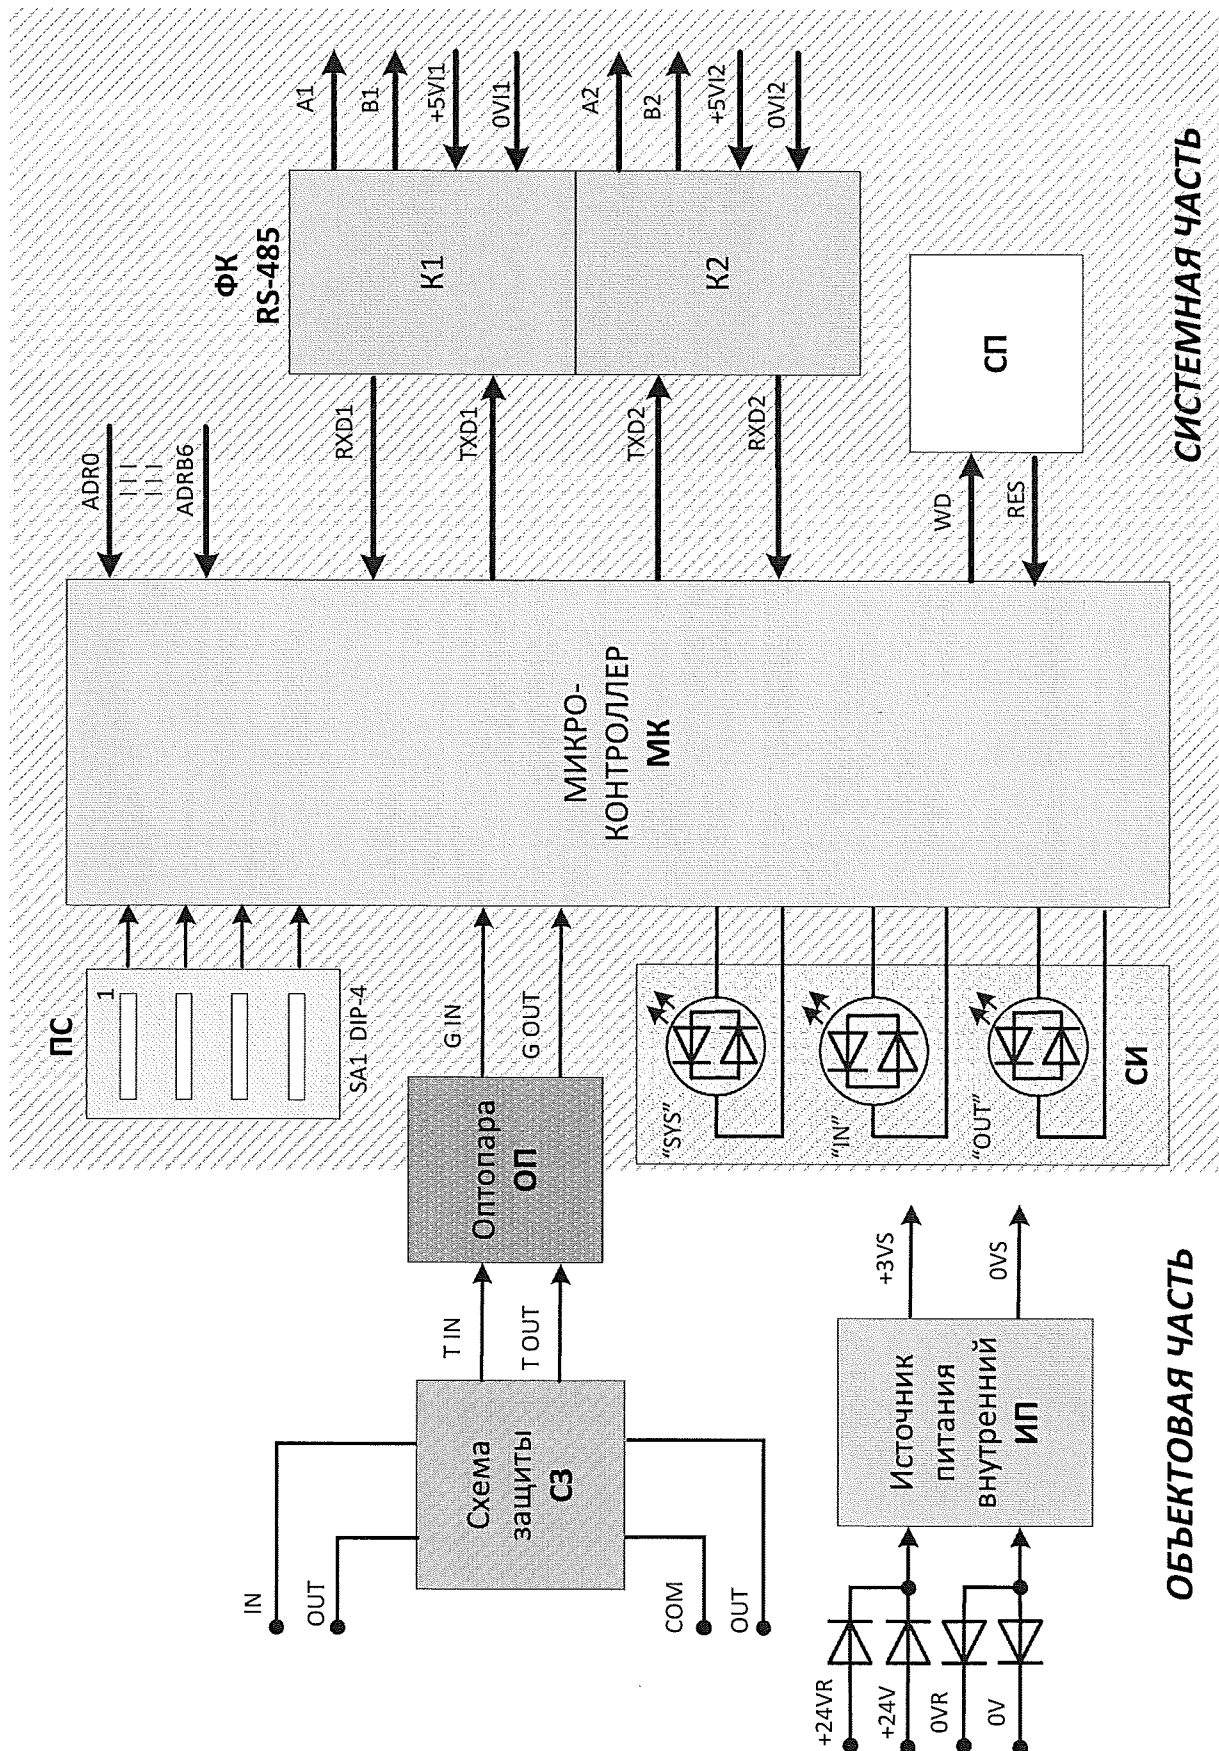 ПС
1
SA1 DIP-4
ADR0
ADRB6
ФК
RS-485
К1
К2
A1
B1
+5VI1
0VI1
A2
B2
+5VI2
0VI2
RXD1
TXD1
TXD2
RXD2
МИКРО-
КОНТРОЛЛЕР
МК
WD
RES
СП
СИСТЕМНАЯ ЧАСТЬ
IN
OUT
Схема
защиты
СЗ
COM
OUT
T IN
T OUT
Оптопара
ОП
G IN
G OUT
"SYS"
"IN"
"OUT"
СИ
+24VR
+24V
0VR
0V
Источник
питания
внутренний
ИП
+3VS
0VS
ОБЪЕКТОВАЯ ЧАСТЬ